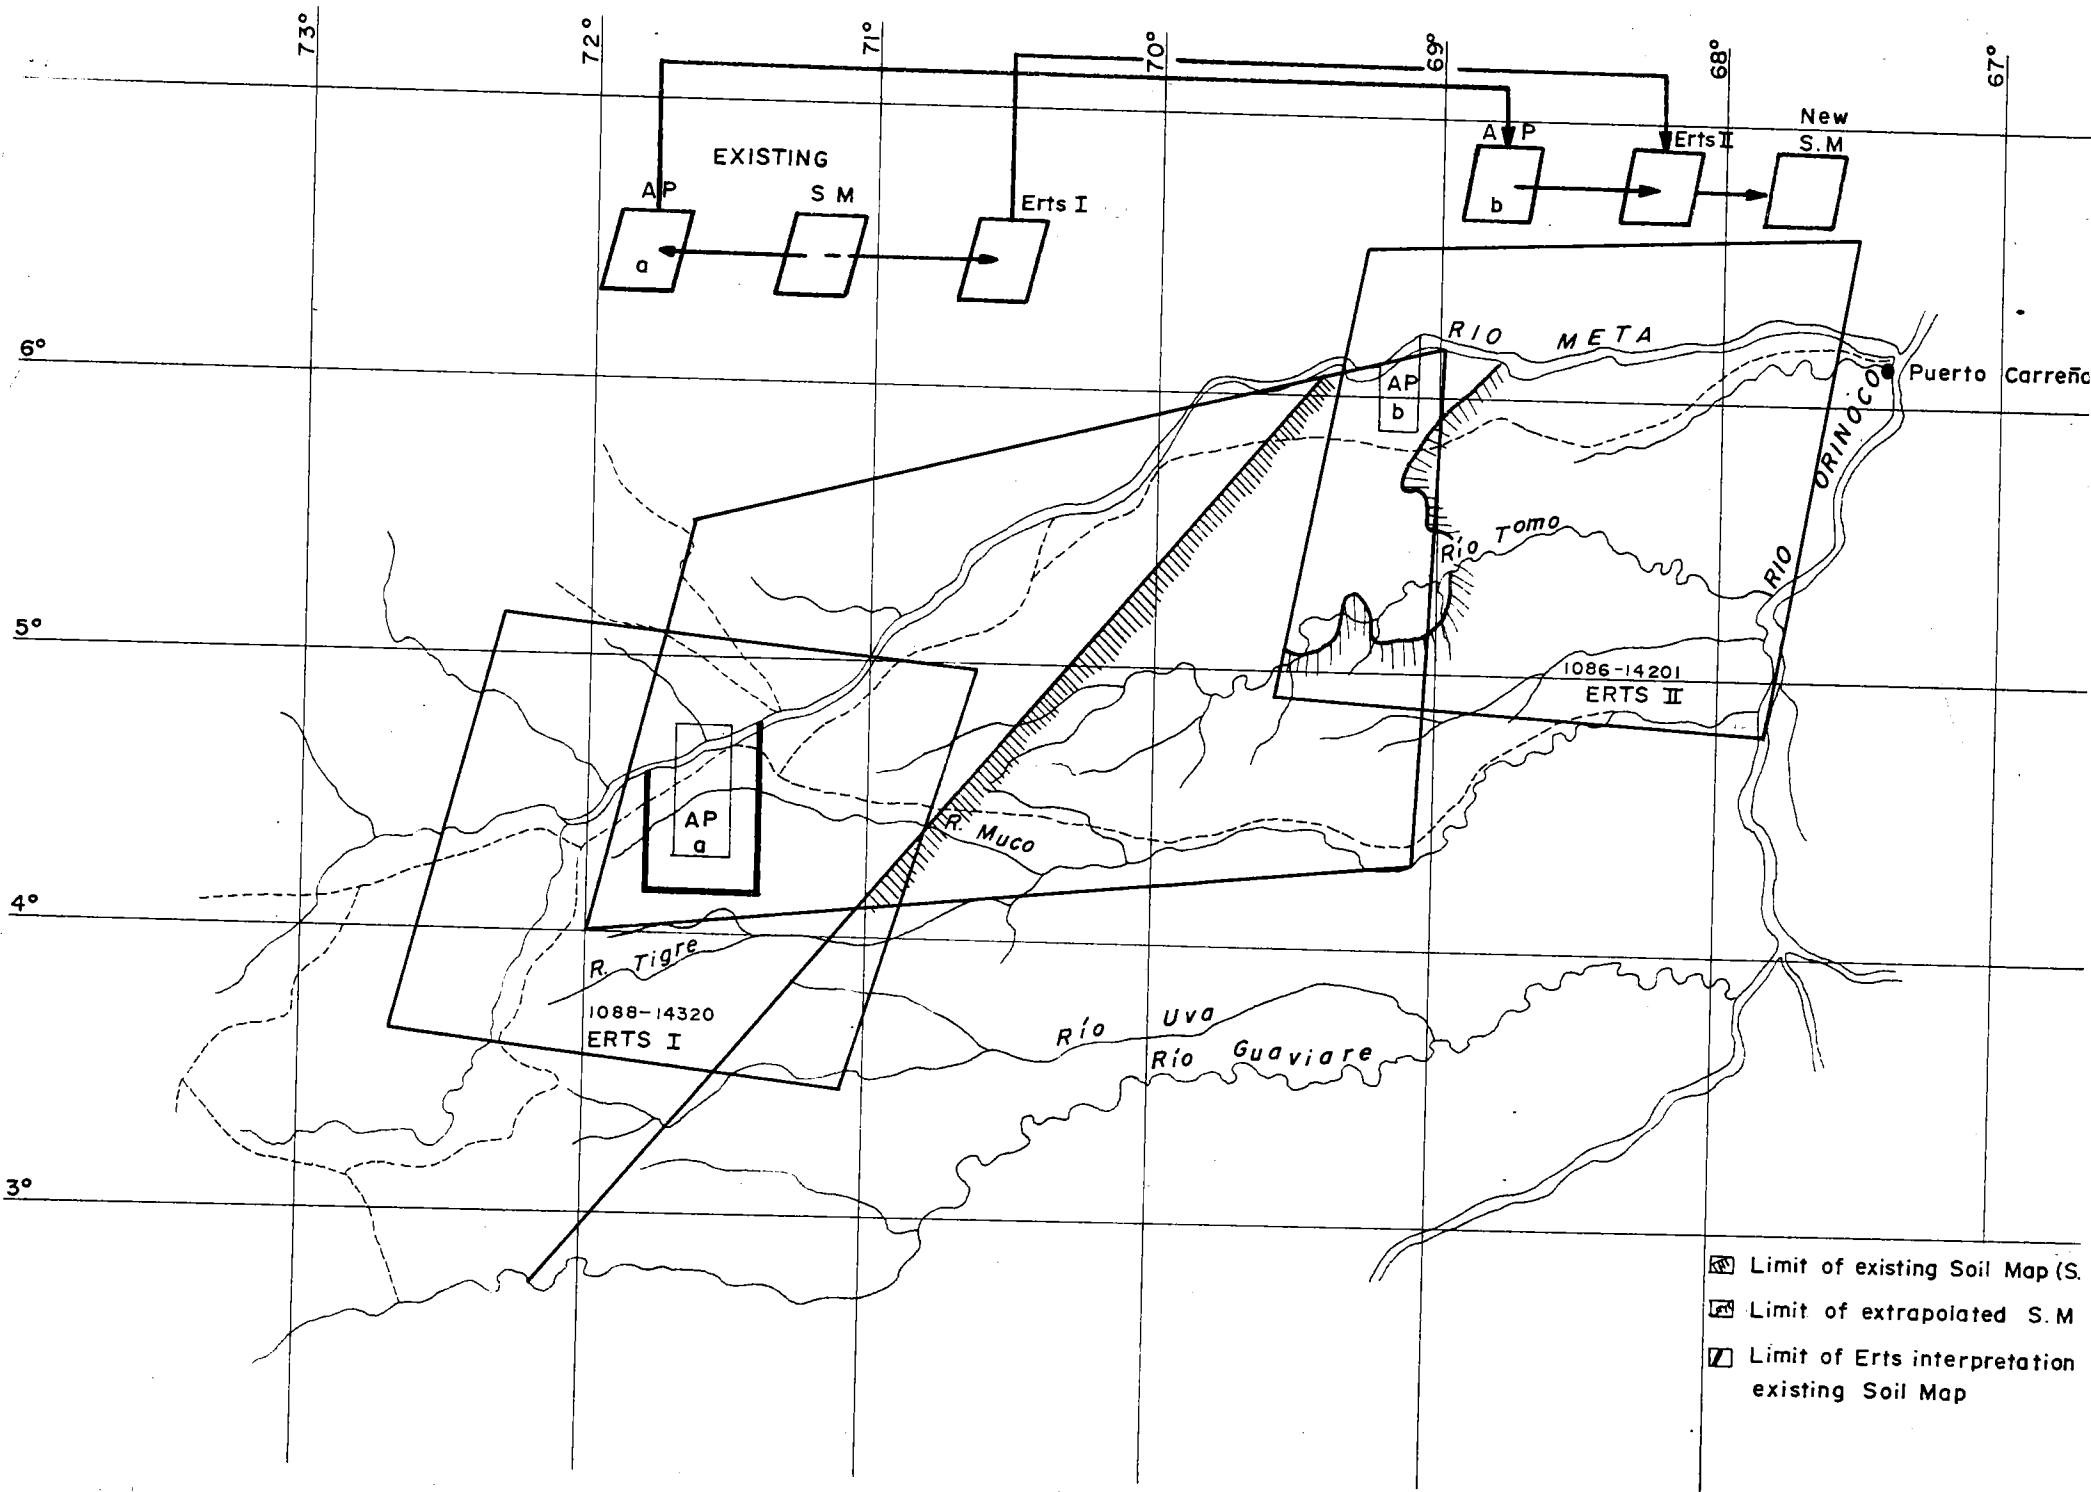 73°
72°
71°
70°
69°
68°
67°
EXISTING
AP
a
S M
Erts I
A P
b
Erts II
New
S.M
6°
5°
4°
3°
RIO META
Puerto Carreño
RIO ORINOCO
AP
b
Río Tomo
1086-14201
ERTS II
AP
a
R. Muco
R. Tigre
1088-14320
ERTS I
Río Uva
Río Guaviare
Limit of existing Soil Map (S.
Limit of extrapolated S.M
Limit of Erts interpretation
existing Soil Map